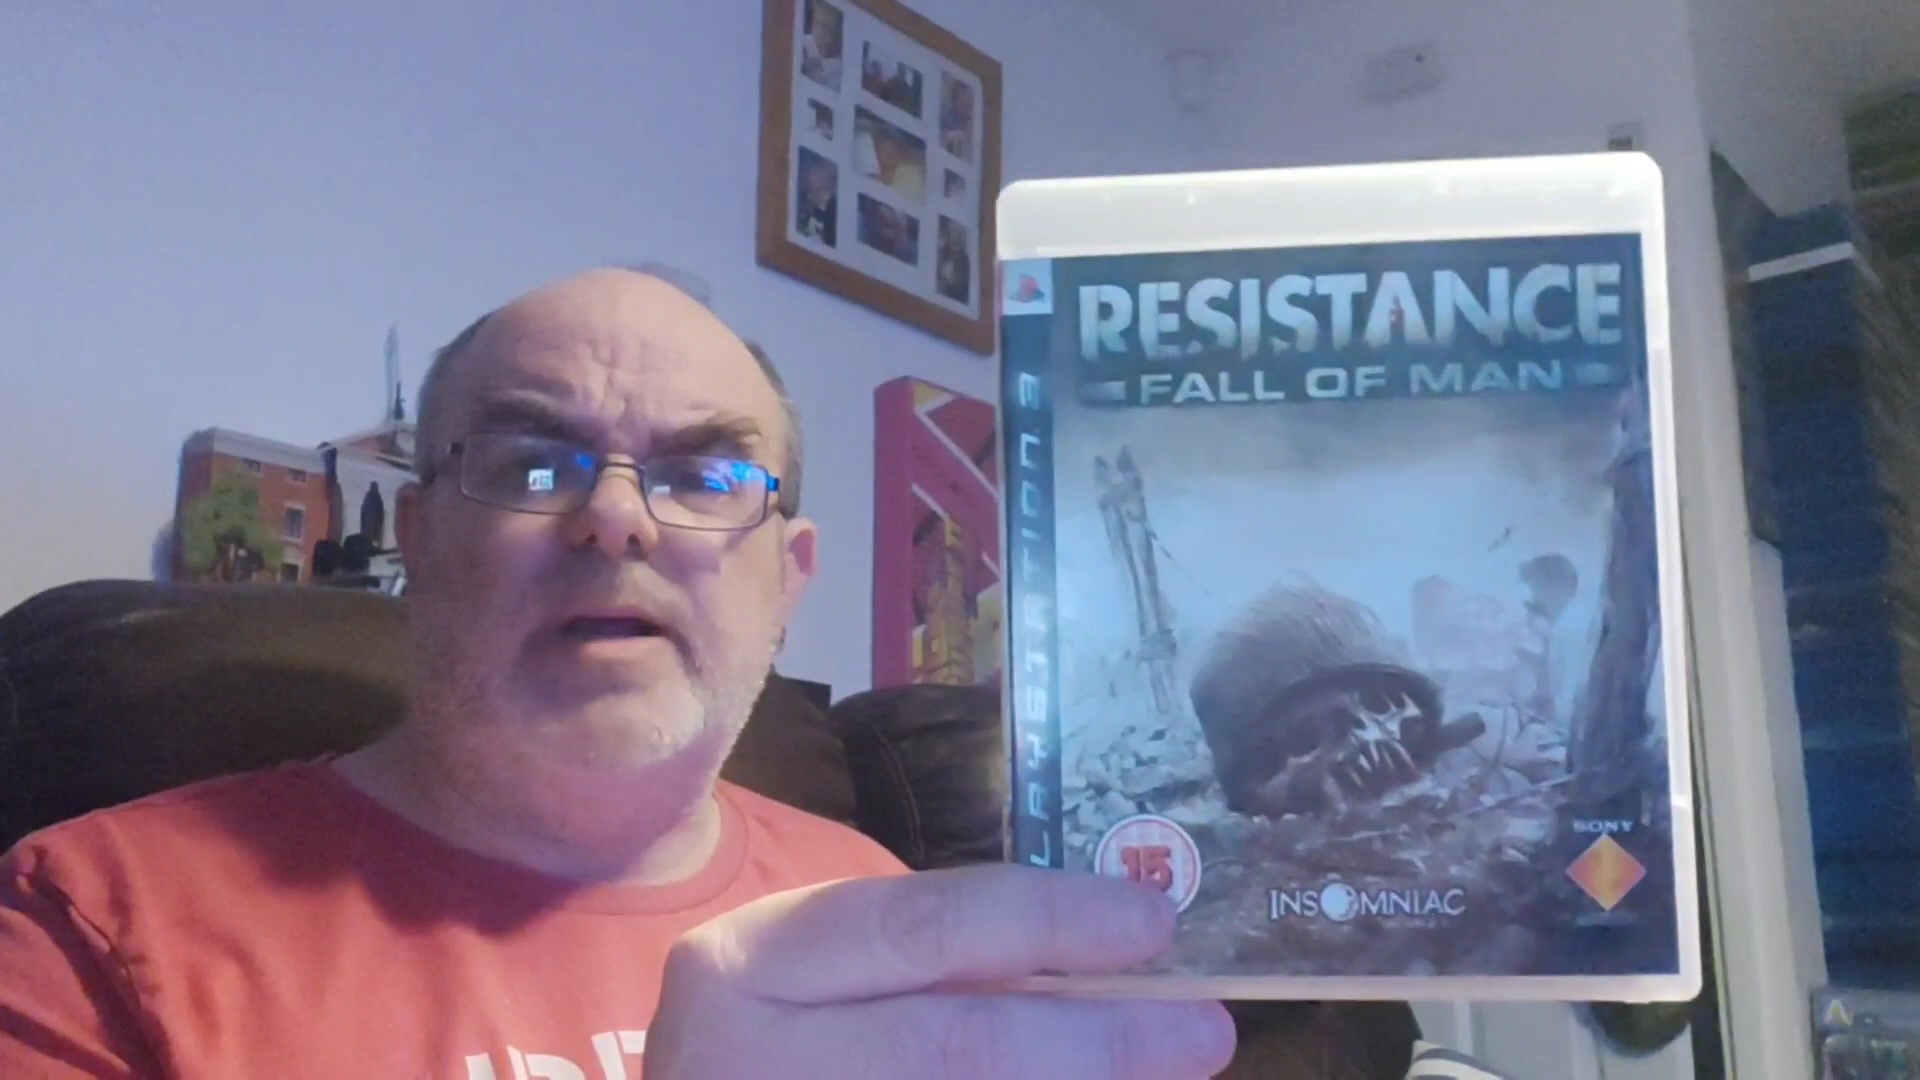 RESISTANCE
FALL OF MAN
PLAYSTATION 3
15
INSOMNIAC
SONY